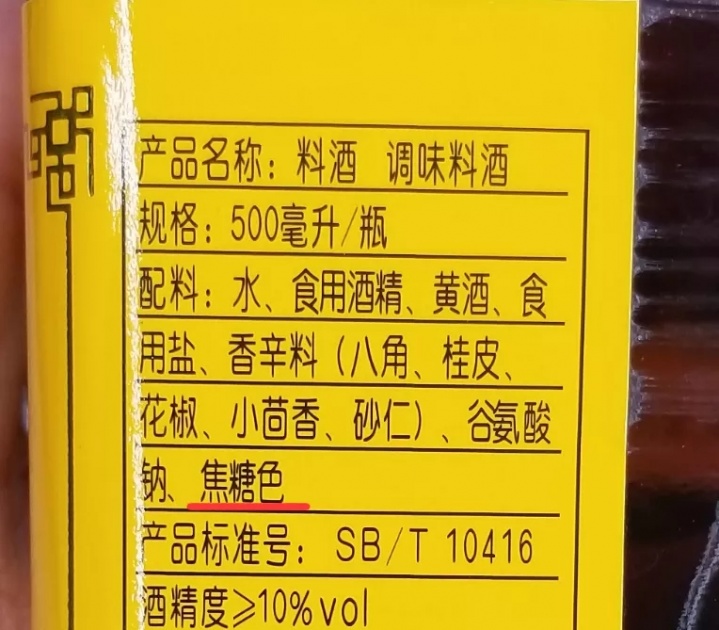 产品名称：料酒 调味料酒
规格：500毫升/瓶
配料：水、食用酒精、黄酒、食
用盐、香辛料（八角、桂皮、
花椒、小茴香、砂仁）、谷氨酸
钠、焦糖色
产品标准号：SB/T 10416
酒精度≥10%vol